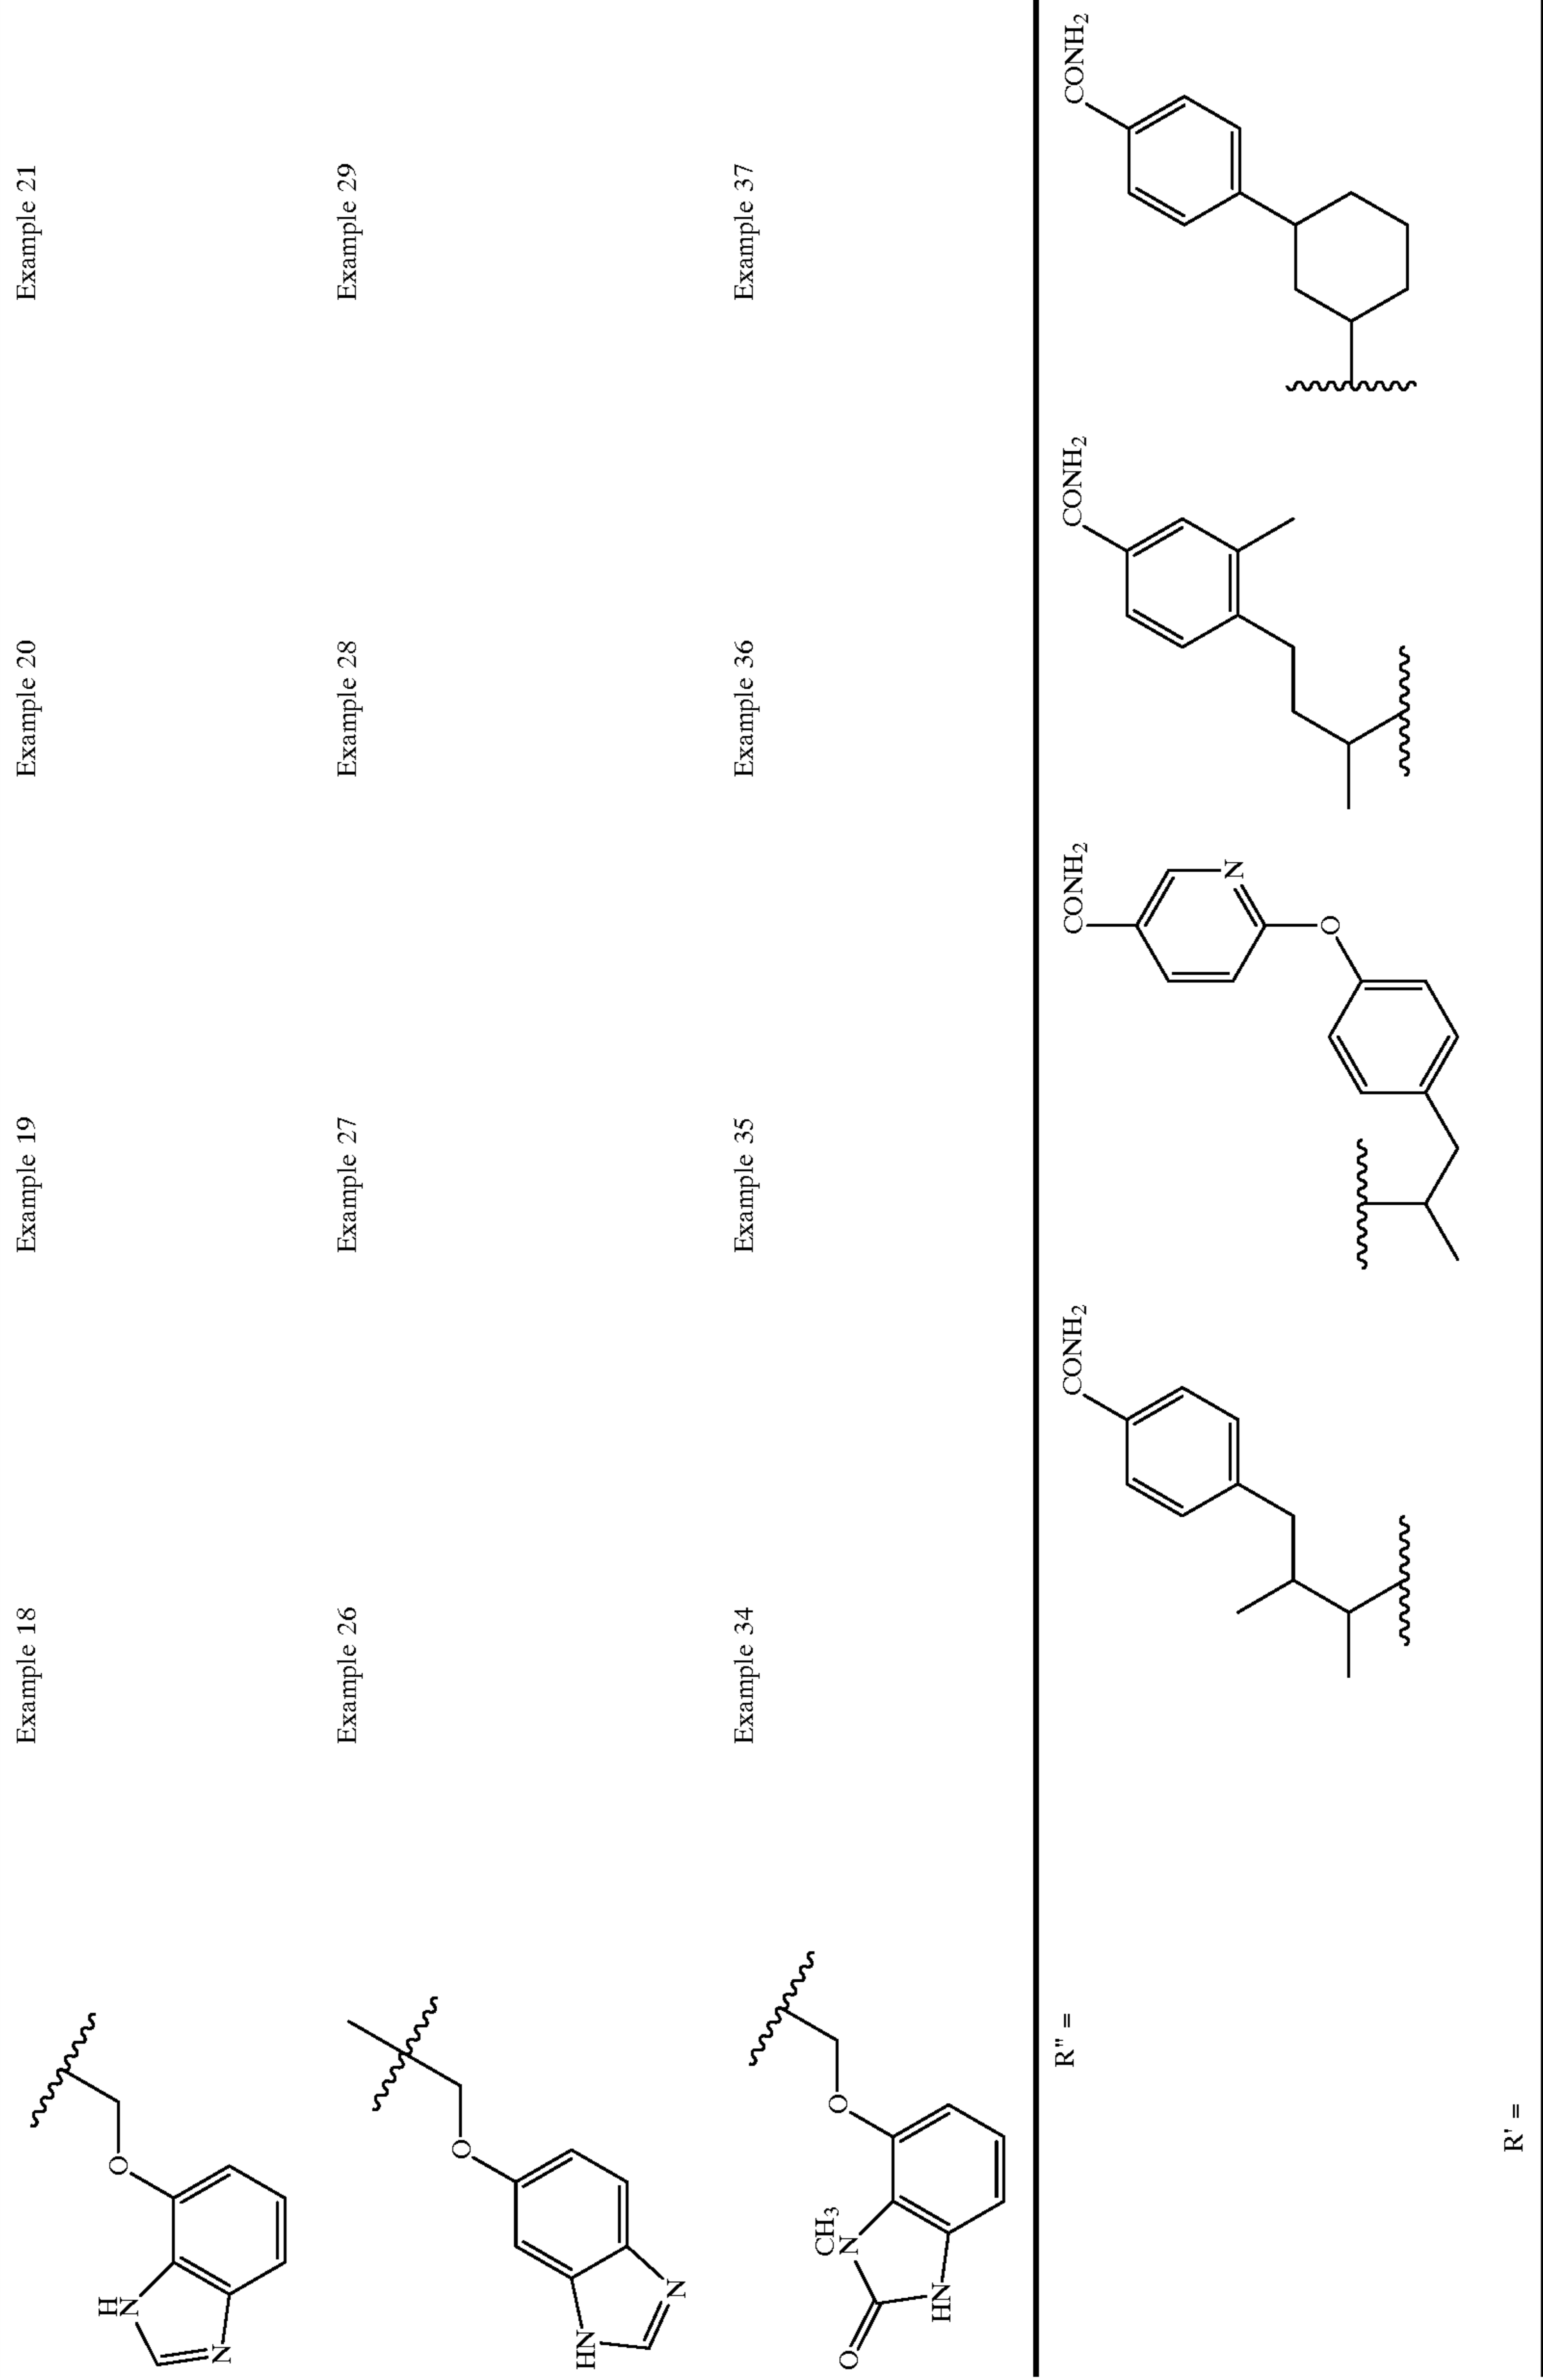 Example 18 Example 19 Example 20 Example 21
H
N
O
N
Example 26 Example 27 Example 28 Example 29
O
HN
N
Example 34 Example 35 Example 36 Example 37
CH₃
O
O
N
HN
R" =
CONH₂ CONH₂ CONH₂ CONH₂
N
O
R' =